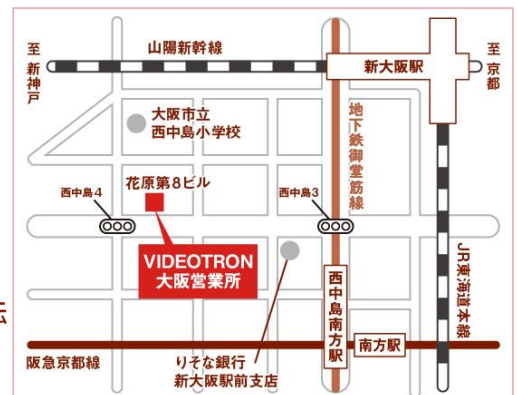 至新神戸
山陽新幹線
新大阪駅
至京都
大阪市立
西中島小学校
地下鉄御堂筋線
花原第8ビル
西中島4
西中島3
VIDEOTRON
大阪営業所
西中島南方駅
JR東海道本線
阪急京都線
りそな銀行
新大阪駅前支店
南方駅